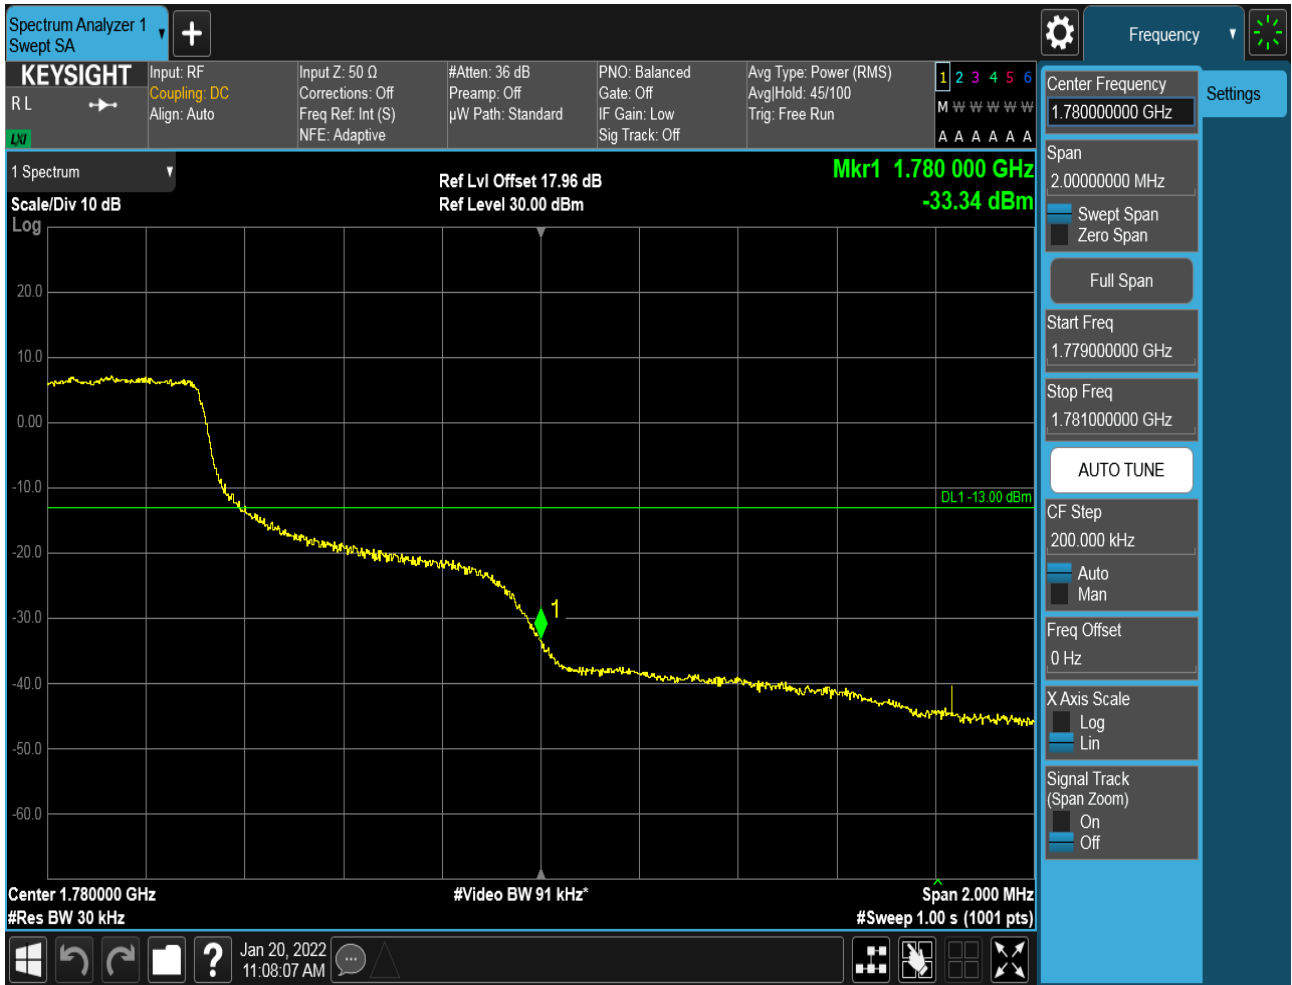 Spectrum Analyzer 1
Swept SA
Frequency
KEYSIGHT
R L
LXI
Input: RF
Coupling: DC
Align: Auto
Input Z: 50 Ω
Corrections: Off
Freq Ref: Int (S)
NFE: Adaptive
#Atten: 36 dB
Preamp: Off
µW Path: Standard
PNO: Balanced
Gate: Off
IF Gain: Low
Sig Track: Off
Avg Type: Power (RMS)
Avg|Hold: 45/100
Trig: Free Run
1 2 3 4 5 6
M W W W W W
A A A A A A
1 Spectrum
Scale/Div 10 dB
Log
Ref Lvl Offset 17.96 dB
Ref Level 30.00 dBm
Mkr1 1.780 000 GHz
-33.34 dBm
20.0
10.0
0.00
-10.0
DL1 -13.00 dBm
-20.0
1
-30.0
-40.0
-50.0
-60.0
Center 1.780000 GHz
#Res BW 30 kHz
#Video BW 91 kHz*
Span 2.000 MHz
#Sweep 1.00 s (1001 pts)
Center Frequency
1.780000000 GHz
Settings
Span
2.00000000 MHz
Swept Span
Zero Span
Full Span
Start Freq
1.779000000 GHz
Stop Freq
1.781000000 GHz
AUTO TUNE
CF Step
200.000 kHz
Auto
Man
Freq Offset
0 Hz
X Axis Scale
Log
Lin
Signal Track
(Span Zoom)
On
Off
?
Jan 20, 2022
11:08:07 AM